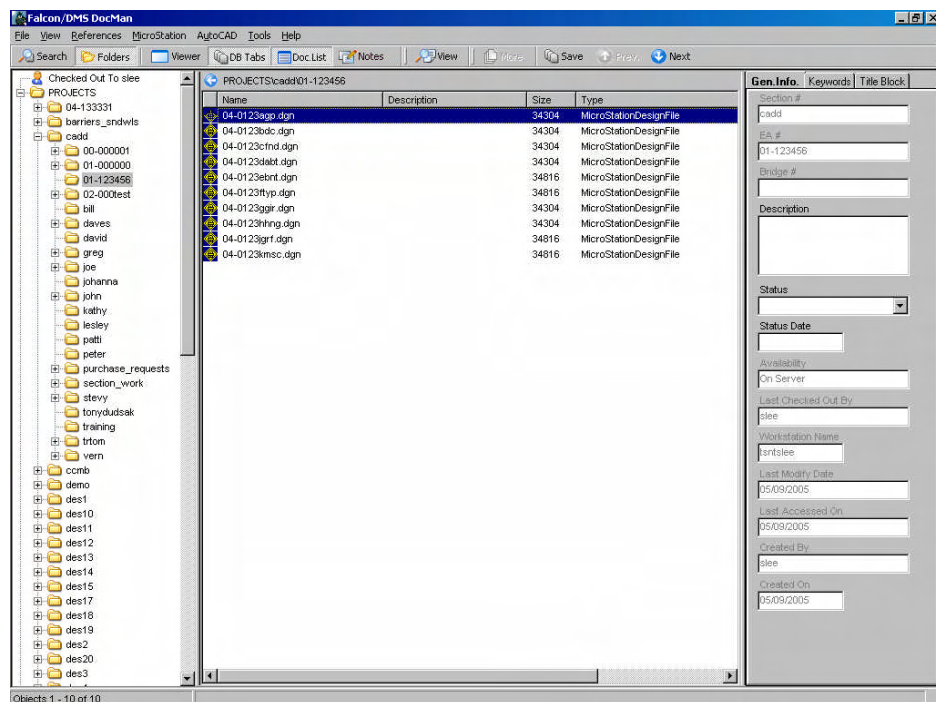 Falcon/DMS DocMan
File View References MicroStation AutoCAD Tools Help
Search Folders Viewer DB Tabs Doc.List Notes View More Save Prev. Next
Checked Out To slee
PROJECTS
04-133331
barriers_sndwls
cadd
00-000001
01-000000
01-123456
02-000test
bill
daves
david
greg
joe
johanna
john
kathy
lesley
patti
peter
purchase_requests
section_work
stevy
tonydudsak
training
trtom
vern
ccmb
demo
des1
des10
des11
des12
des13
des14
des15
des17
des18
des19
des2
des20
des3
PROJECTS\cadd\01-123456
Name Description Size Type
04-0123agp.dgn 34304 MicroStationDesignFile
04-0123bdc.dgn 34304 MicroStationDesignFile
04-0123cfnd.dgn 34304 MicroStationDesignFile
04-0123dabt.dgn 34304 MicroStationDesignFile
04-0123ebnt.dgn 34816 MicroStationDesignFile
04-0123ftyp.dgn 34816 MicroStationDesignFile
04-0123ggir.dgn 34304 MicroStationDesignFile
04-0123hhng.dgn 34304 MicroStationDesignFile
04-0123jgrf.dgn 34816 MicroStationDesignFile
04-0123kmsc.dgn 34816 MicroStationDesignFile
Gen.Info. Keywords Title Block
Section #
cadd
EA #
01-123456
Bridge #
Description
Status
Status Date
Availability
On Server
Last Checked Out By
slee
Workstation Name
tsntslee
Last Modify Date
05/09/2005
Last Accessed On
05/09/2005
Created By
slee
Created On
05/09/2005
Objects 1 - 10 of 10